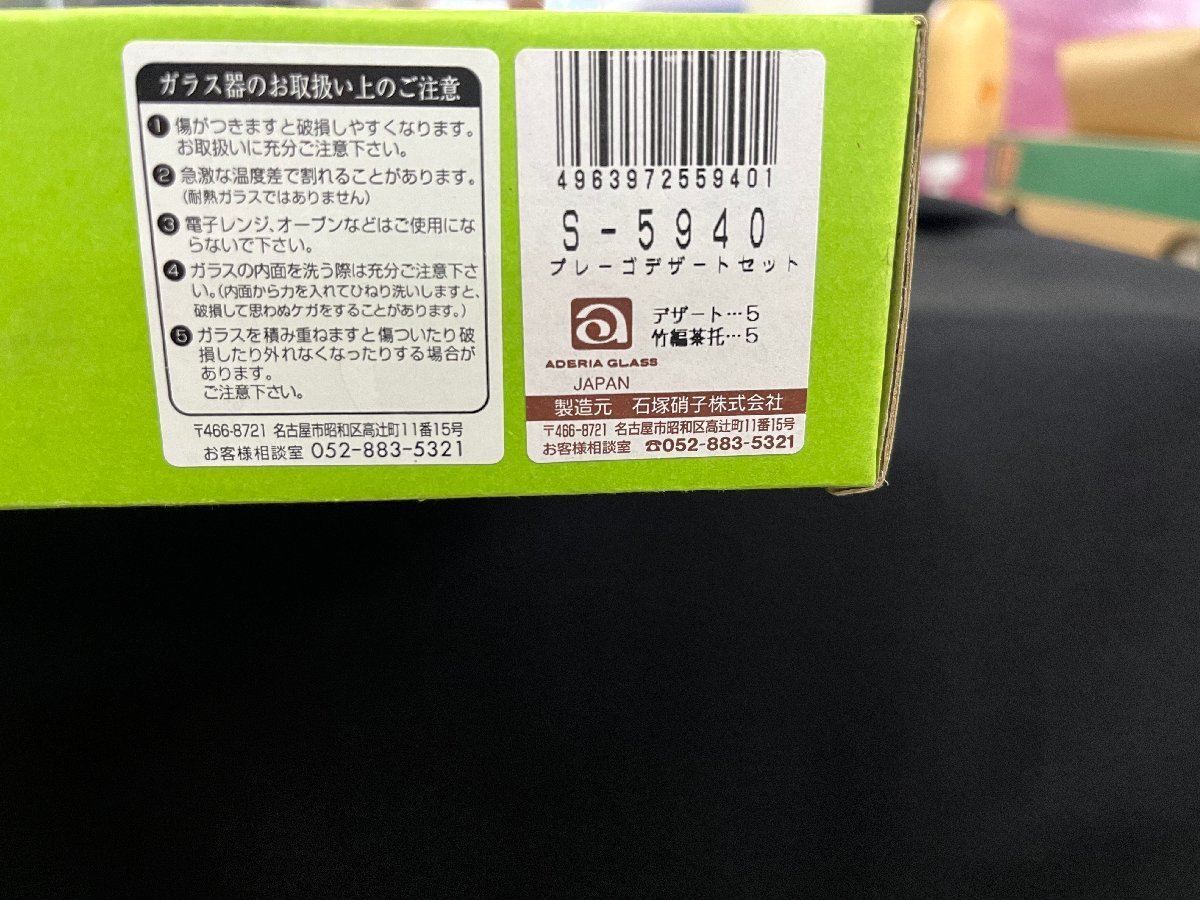 ガラス器のお取扱い上のご注意
❶傷がつきますと破損しやすくなります。
お取扱いに充分ご注意下さい。
❷急激な温度差で割れることがあります。
(耐熱ガラスではありません)
❸電子レンジ、オーブンなどはご使用にな
らないで下さい。
❹ガラスの内面を洗う際は充分ご注意下さ
い。(内面から力を入れてひねり洗いしますと、
破損して思わぬケガをすることがあります。)
❺ガラスを積み重ねますと傷ついたり破
損したり外れなくなったりする場合が
あります。
ご注意下さい。
〒466-8721 名古屋市昭和区高辻町11番15号
お客様相談室 052-883-5321
4963972559401
S-5940
プレーゴデザートセット
デザート…5
竹編茶托…5
a
ADERIA GLASS
JAPAN
製造元 石塚硝子株式会社
〒466-8721 名古屋市昭和区高辻町11番15号
お客様相談室 ☎052-883-5321